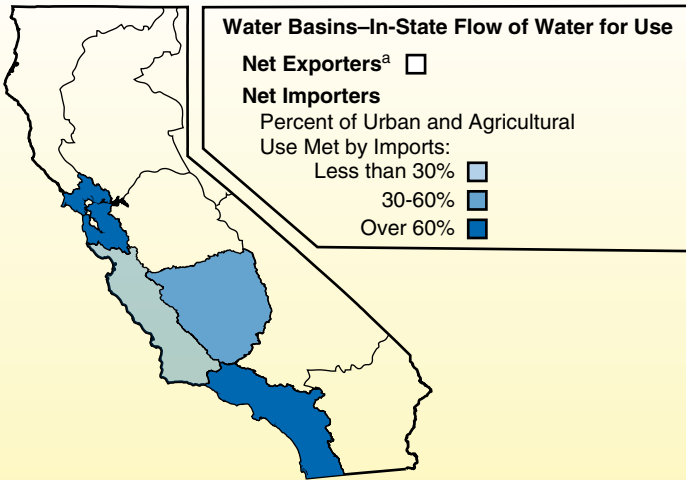 Water Basins–In-State Flow of Water for Use
Net Exportersa
Net Importers
Percent of Urban and Agricultural
Use Met by Imports:
Less than 30%
30-60%
Over 60%